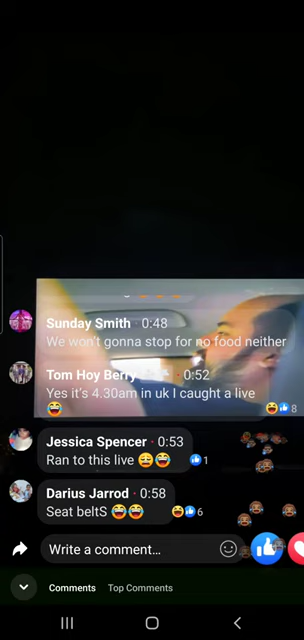 Sunday Smith · 0:48
We won't gonna stop for no food neither
Tom Hoy Berry · 0:52
Yes it's 4.30am in uk I caught a live
😂
😆👍 8
Jessica Spencer · 0:53
Ran to this live 😩😂
👍 1
Darius Jarrod · 0:58
Seat beltS 😂😂
😆👍 6
Write a comment...
Comments
Top Comments